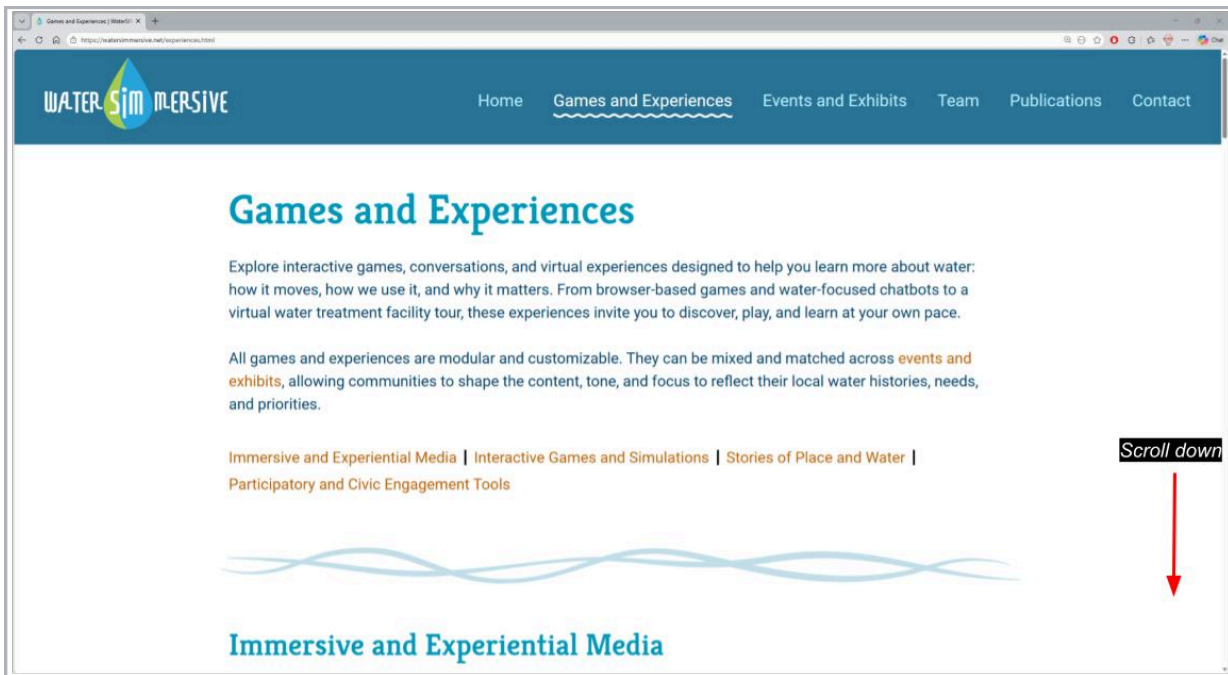 Games and Experiences | WaterSi
https://watersimmersive.net/experiences.html
Chat
WATER Sim MERSIVE
Home Games and Experiences Events and Exhibits Team Publications Contact
Games and Experiences
Explore interactive games, conversations, and virtual experiences designed to help you learn more about water:
how it moves, how we use it, and why it matters. From browser-based games and water-focused chatbots to a
virtual water treatment facility tour, these experiences invite you to discover, play, and learn at your own pace.
All games and experiences are modular and customizable. They can be mixed and matched across events and
exhibits, allowing communities to shape the content, tone, and focus to reflect their local water histories, needs,
and priorities.
Immersive and Experiential Media | Interactive Games and Simulations | Stories of Place and Water |
Participatory and Civic Engagement Tools
Scroll down
Immersive and Experiential Media